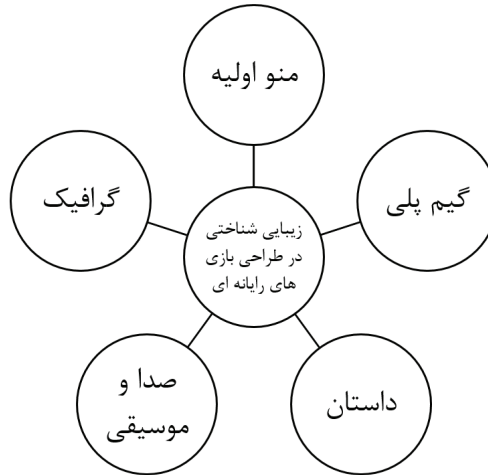 منو اولیه
گیم پلی
گرافیک
زیبایی شناختی
در طراحی بازی
های رایانه ای
داستان
صدا و
موسیقی